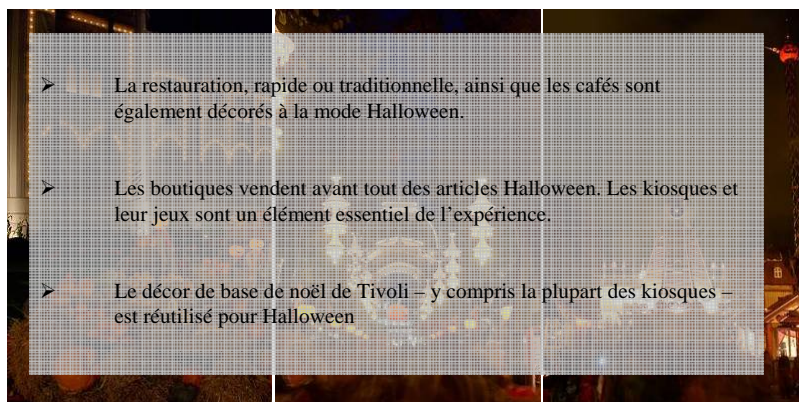 ➢ La restauration, rapide ou traditionnelle, ainsi que les cafés sont
également décorés à la mode Halloween.
➢ Les boutiques vendent avant tout des articles Halloween. Les kiosques et
leur jeux sont un élément essentiel de l’expérience.
➢ Le décor de base de noël de Tivoli – y compris la plupart des kiosques –
est réutilisé pour Halloween